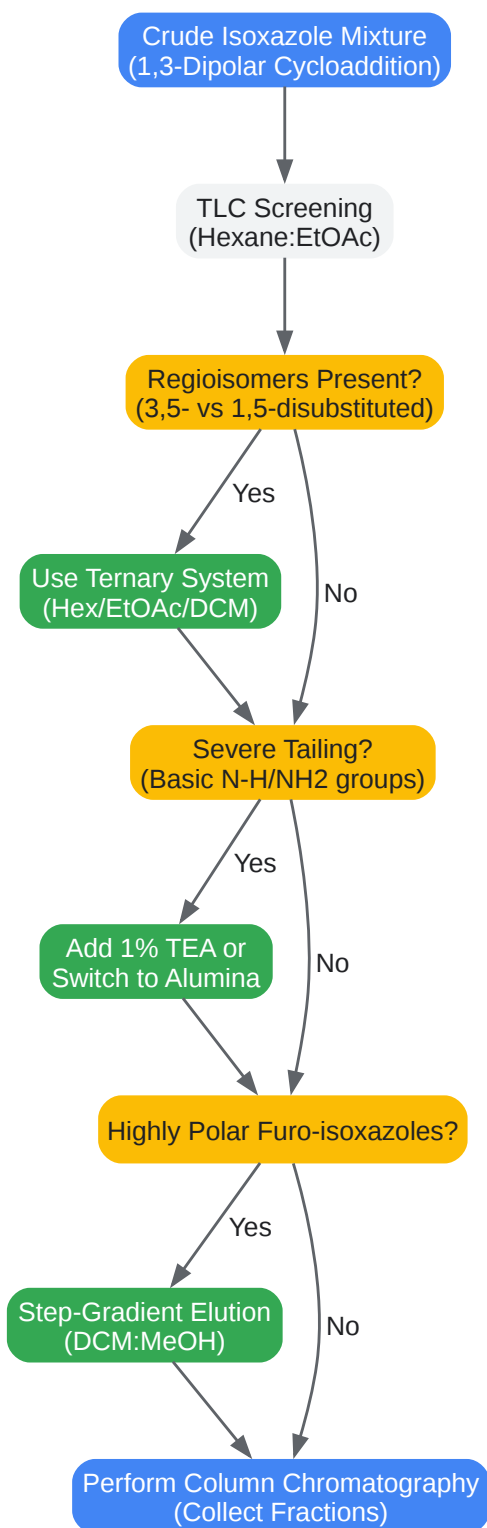 Crude Isoxazole Mixture
(1,3-Dipolar Cycloaddition)
TLC Screening
(Hexane:EtOAc)
Regioisomers Present?
(3,5- vs 1,5-disubstituted)
Yes
No
Use Ternary System
(Hex/EtOAc/DCM)
Severe Tailing?
(Basic N-H/NH2 groups)
Yes
No
Add 1% TEA or
Switch to Alumina
Highly Polar Furo-isoxazoles?
Yes
No
Step-Gradient Elution
(DCM:MeOH)
Perform Column Chromatography
(Collect Fractions)